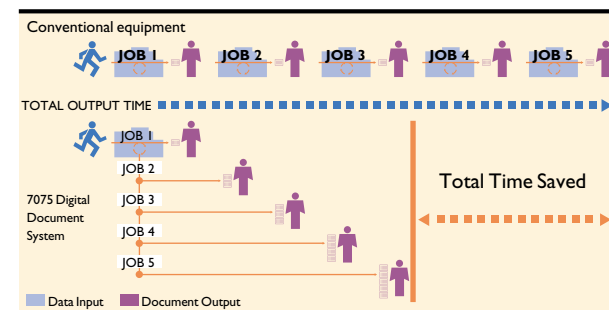 Conventional equipment
JOB 1 JOB 2 JOB 3 JOB 4 JOB 5
TOTAL OUTPUT TIME
JOB 1
JOB 2
JOB 3
JOB 4
JOB 5
7075 Digital
Document
System
Total Time Saved
Data Input Document Output